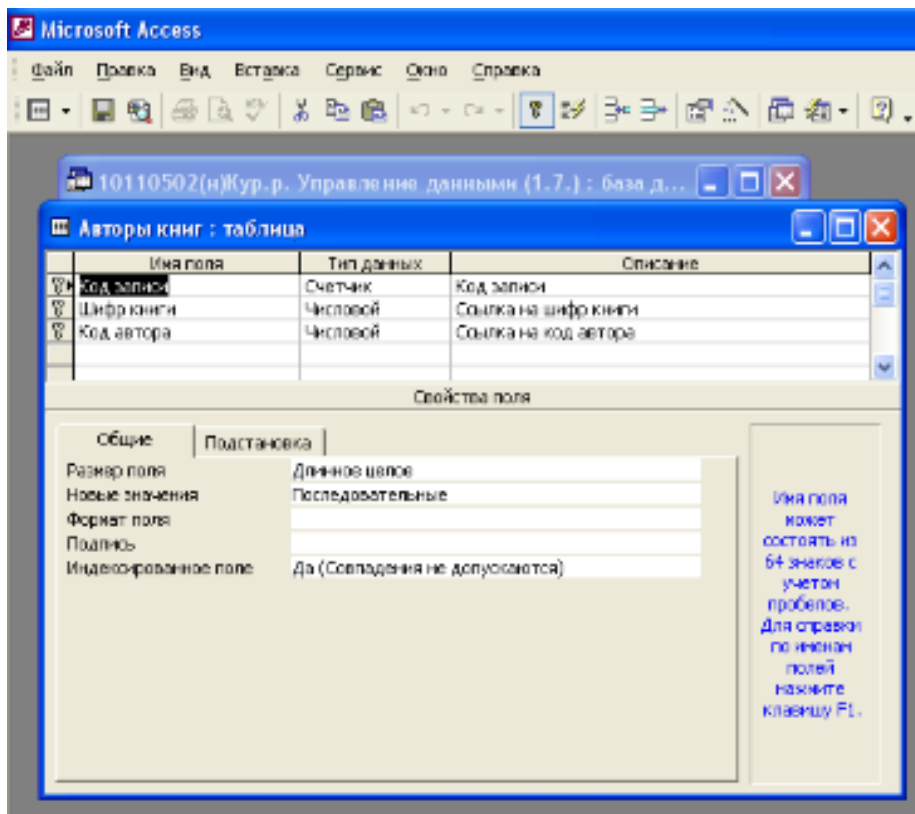 Microsoft Access
Файл Правка Вид Вставка Сервис Окно Справка
10110502(н)Кур.р. Управление данными (1.7.) : база д...
Авторы книг : таблица
Имя поля Тип данных Описание
Код записи Счетчик Код записи
Шифр книги Числовой Ссылка на шифр книги
Код автора Числовой Ссылка на код автора
Свойства поля
Общие Подстановка
Размер поля Длинное целое
Новые значения Последовательные
Формат поля
Подпись
Индексированное поле Да (Совпадения не допускаются)
Имя поля
может
состоять из
64 знаков с
учетом
пробелов.
Для справки
по именам
полей
нажмите
клавишу F1.